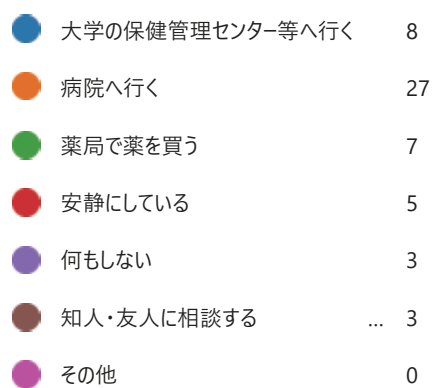 大学の保健管理センター等へ行く 8
病院へ行く 27
薬局で薬を買う 7
安静にしている 5
何もしない 3
知人・友人に相談する ... 3
その他 0